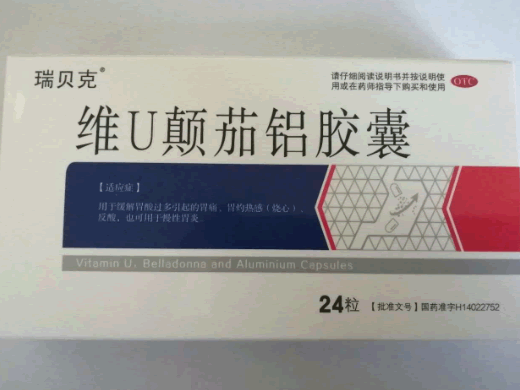 瑞贝克®
请仔细阅读说明书并按说明使
用或在药师指导下购买和使用
OTC
维U颠茄铝胶囊
【适应症】
用于缓解胃酸过多引起的胃痛、胃灼热感(烧心)、
反酸,也可用于慢性胃炎。
Vitamin U, Belladonna and Aluminium Capsules
24粒 【批准文号】国药准字H14022752